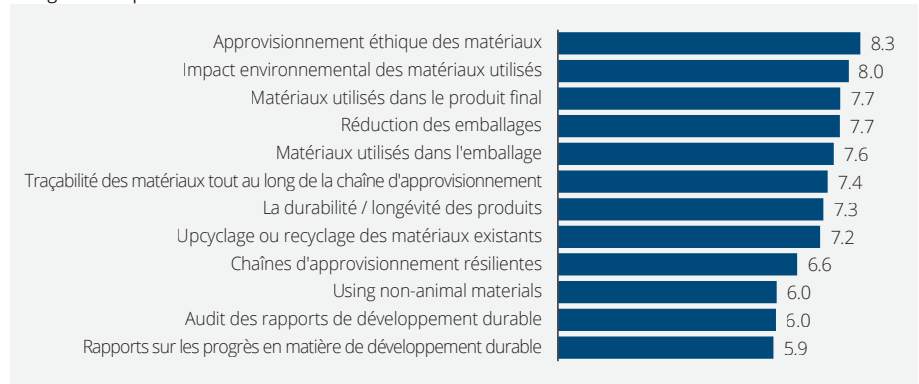 Approvisionnement éthique des matériaux 8.3
Impact environnemental des matériaux utilisés 8.0
Matériaux utilisés dans le produit final 7.7
Réduction des emballages 7.7
Matériaux utilisés dans l'emballage 7.6
Traçabilité des matériaux tout au long de la chaîne d'approvisionnement 7.4
La durabilité / longévité des produits 7.3
Upcyclage ou recyclage des matériaux existants 7.2
Chaînes d'approvisionnement résilientes 6.6
Using non-animal materials 6.0
Audit des rapports de développement durable 6.0
Rapports sur les progrès en matière de développement durable 5.9